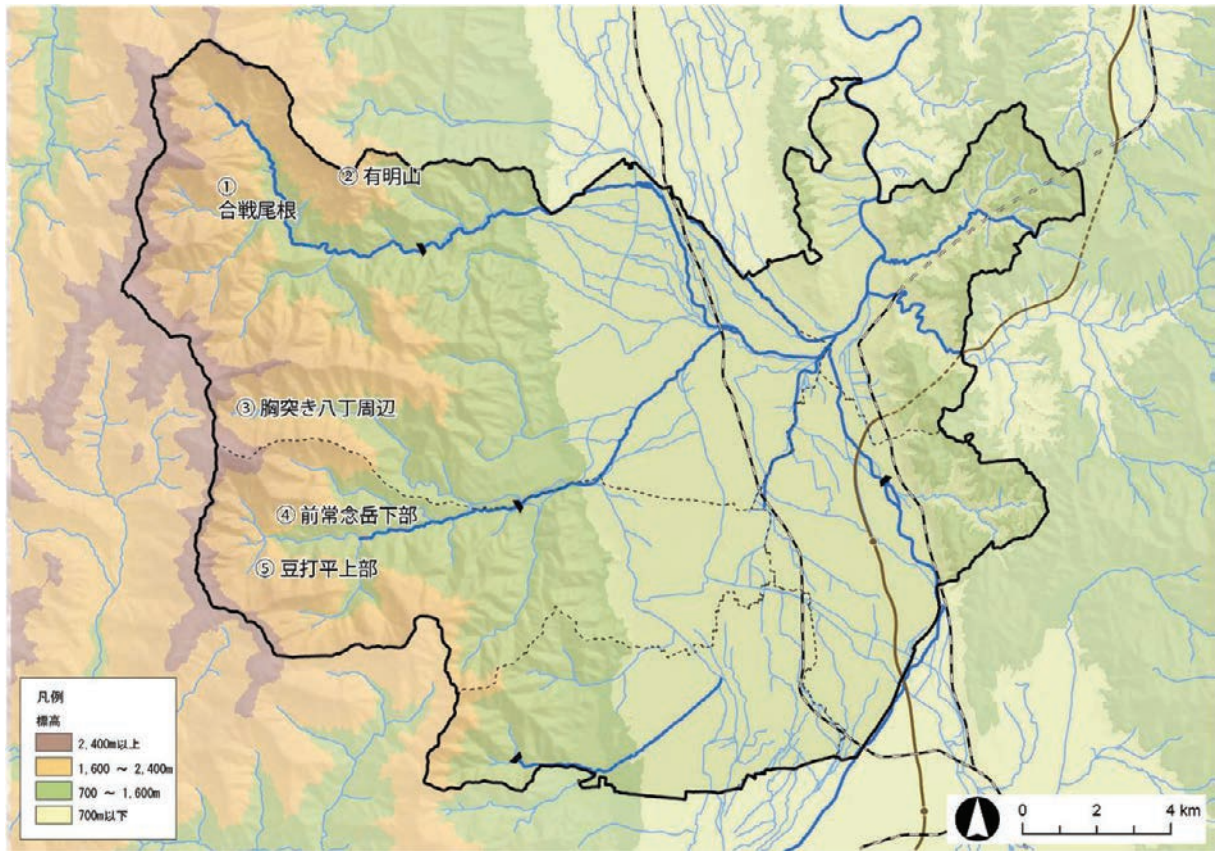 ①
合戦尾根
② 有明山
③ 胸突き八丁周辺
④ 前常念岳下部
⑤ 豆打平上部
凡例
標高
2,400m以上
1,600 ～ 2,400m
700 ～ 1,600m
700m以下
0 2 4 km